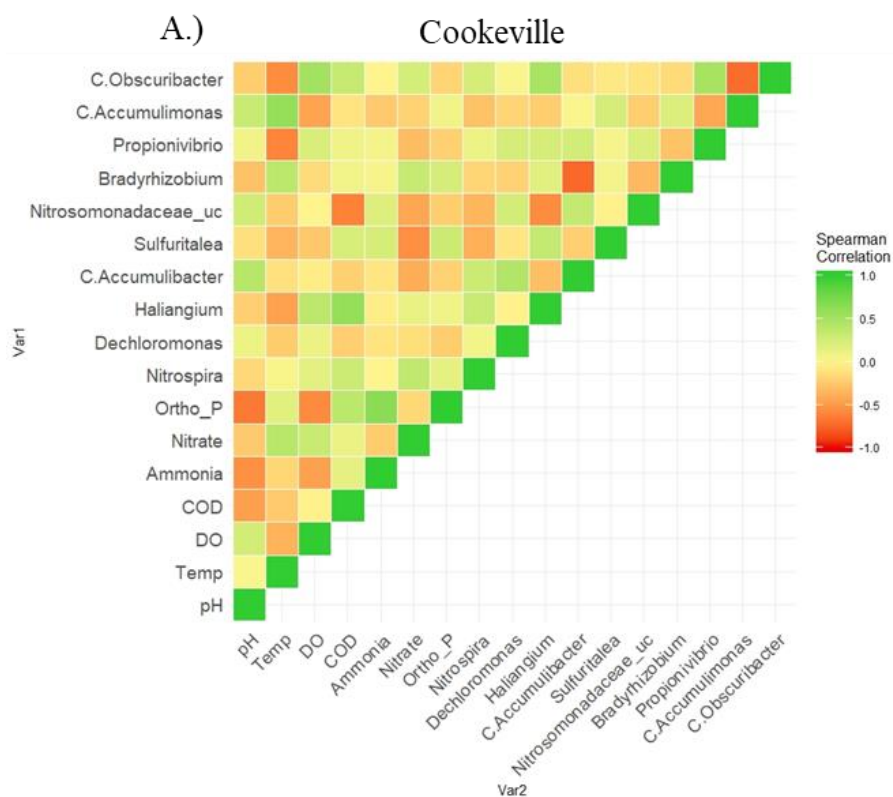 A.) Cookeville
C.Obscuribacter
C.Accumulimonas
Propionivibrio
Bradyrhizobium
Nitrosomonadaceae_uc
Sulfuritalea
C.Accumulibacter
Haliangium
Dechloromonas
Nitrospira
Ortho_P
Nitrate
Ammonia
COD
DO
Temp
pH
Var1
pH
Temp
DO
COD
Ammonia
Nitrate
Ortho_P
Nitrospira
Dechloromonas
Haliangium
C.Accumulibacter
Sulfuritalea
Nitrosomonadaceae_uc
Bradyrhizobium
Propionivibrio
C.Accumulimonas
C.Obscuribacter
Var2
Spearman
Correlation
1.0
0.5
0.0
-0.5
-1.0